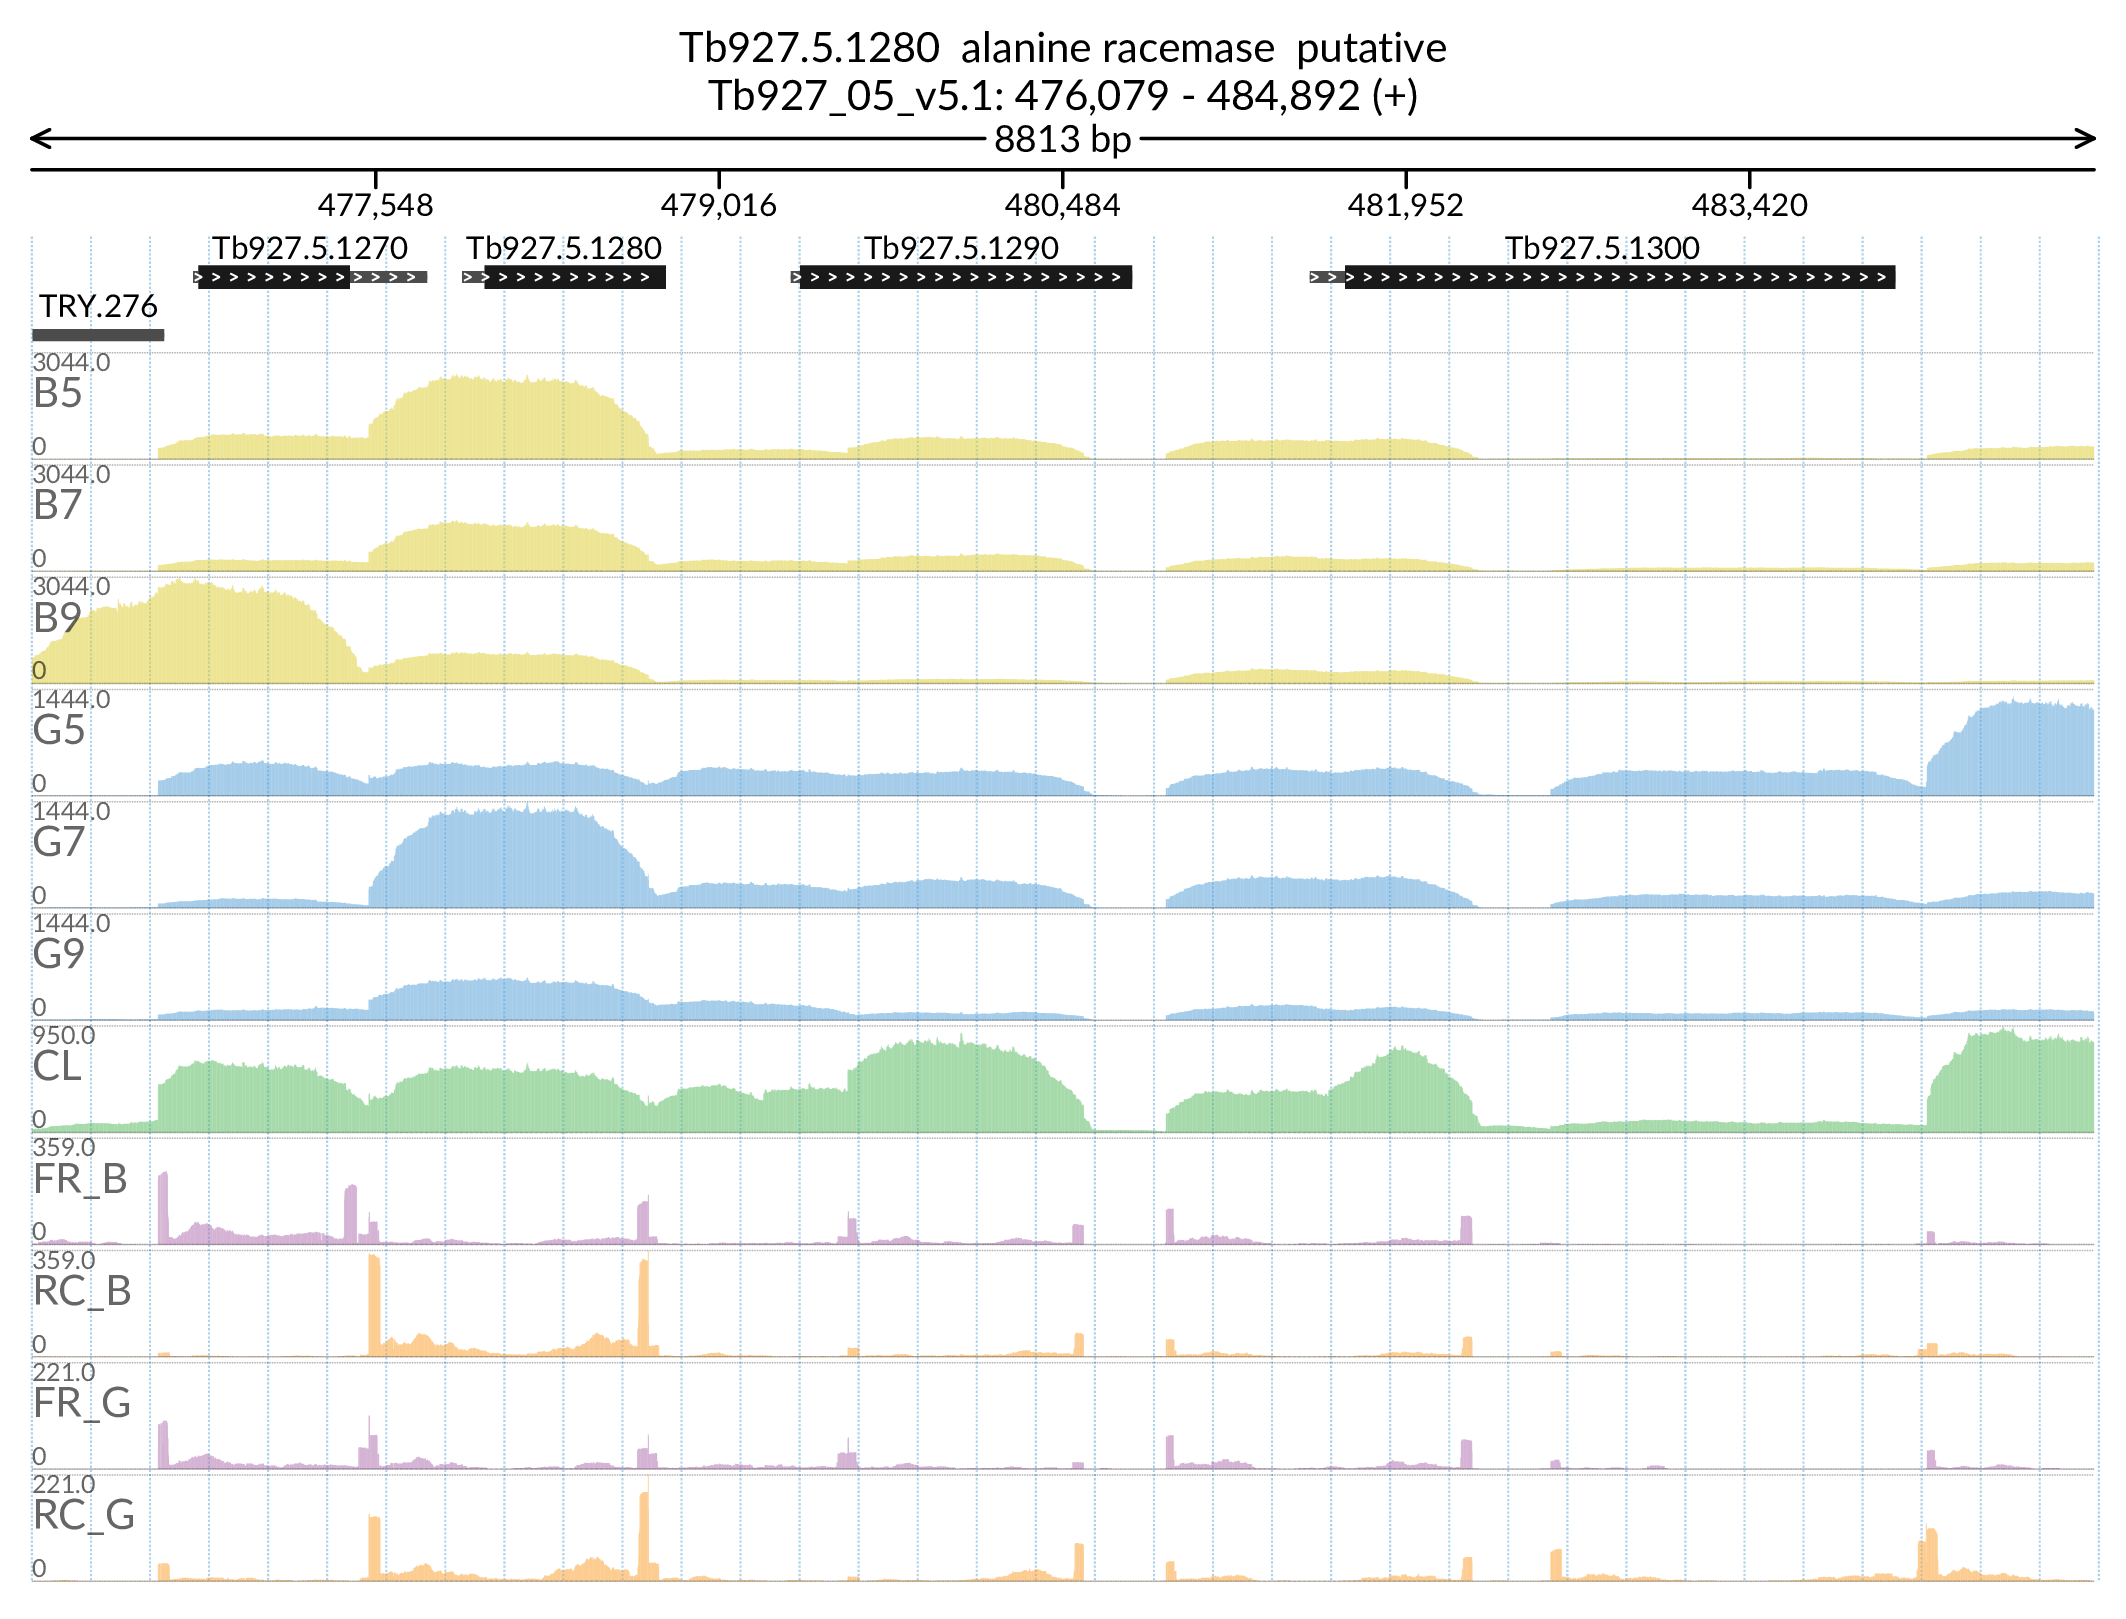 Tb927.5.1280  alanine racemase  putative
Tb927_05_v5.1: 476,079 - 484,892 (+)
8813 bp
477,548 479,016 480,484 481,952 483,420
Tb927.5.1270 Tb927.5.1280 Tb927.5.1290 Tb927.5.1300
TRY.276
3044.0
B5
0
3044.0
B7
0
3044.0
B9
0
1444.0
G5
0
1444.0
G7
0
1444.0
G9
0
950.0
CL
0
359.0
FR_B
0
359.0
RC_B
0
221.0
FR_G
0
221.0
RC_G
0